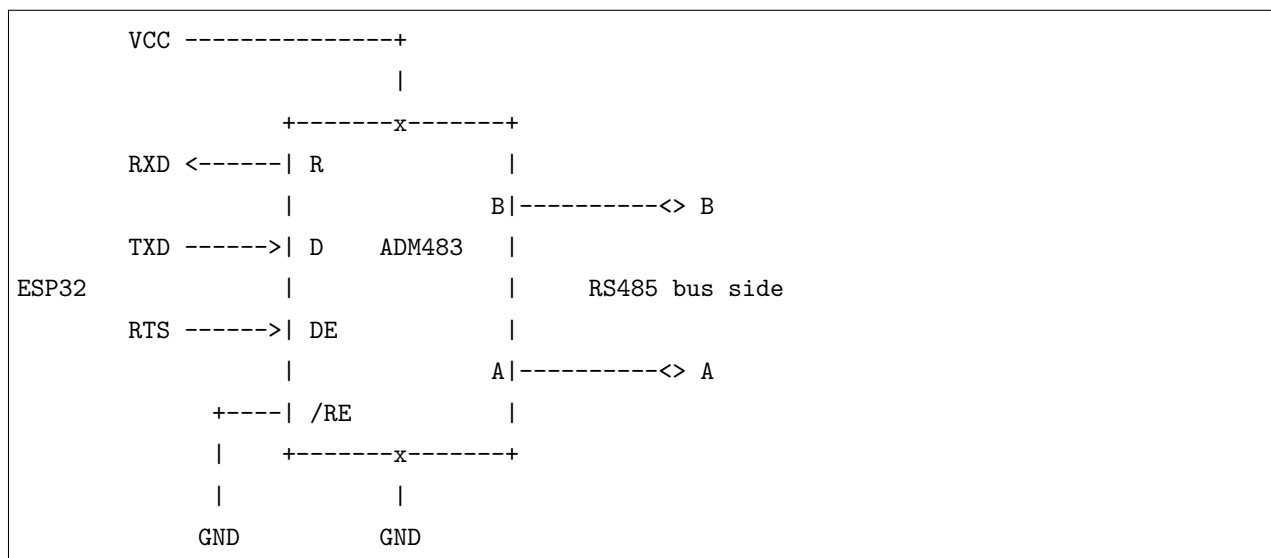 VCC ---------------+
|
+-------x-------+
RXD <------| R |
| B|----------<> B
TXD ------>| D ADM483 |
ESP32 | | RS485 bus side
RTS ------>| DE |
| A|----------<> A
+----| /RE |
| +-------x-------+
| |
GND GND